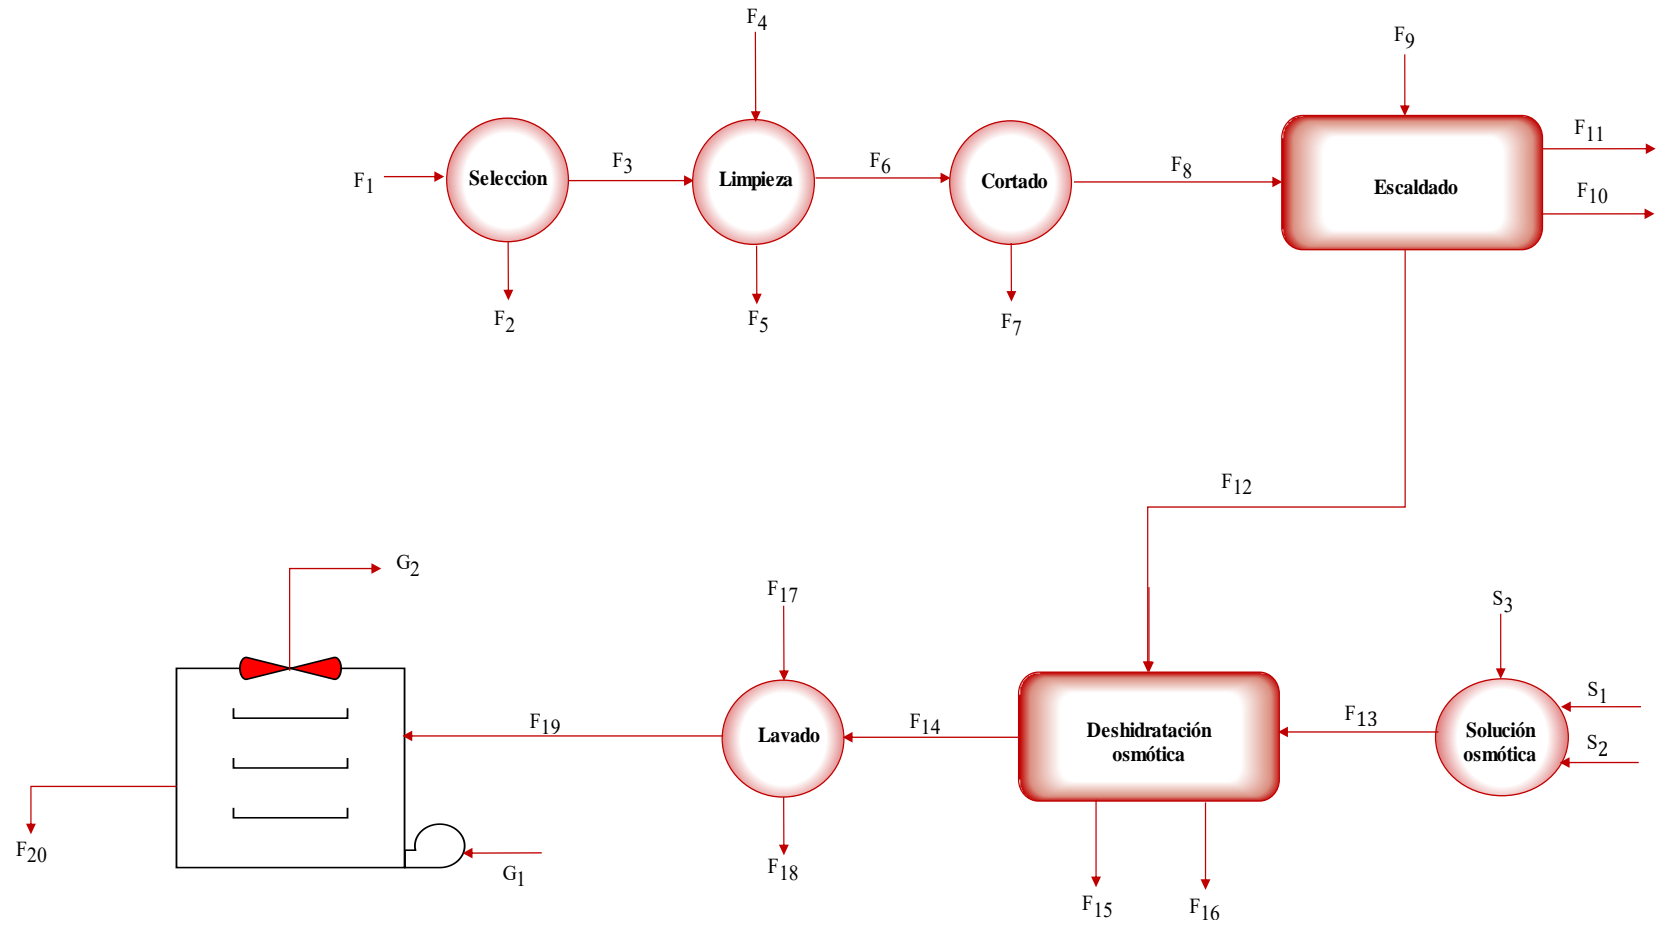 F4
F9
F11
F3
F6
F8
F1
Seleccion
Limpieza
Cortado
Escaldado
F10
F2
F5
F7
F12
G2
F17
S3
S1
F19
F14
F13
Lavado
Deshidratación
osmótica
Solución
osmótica
S2
F20
G1
F18
F15
F16